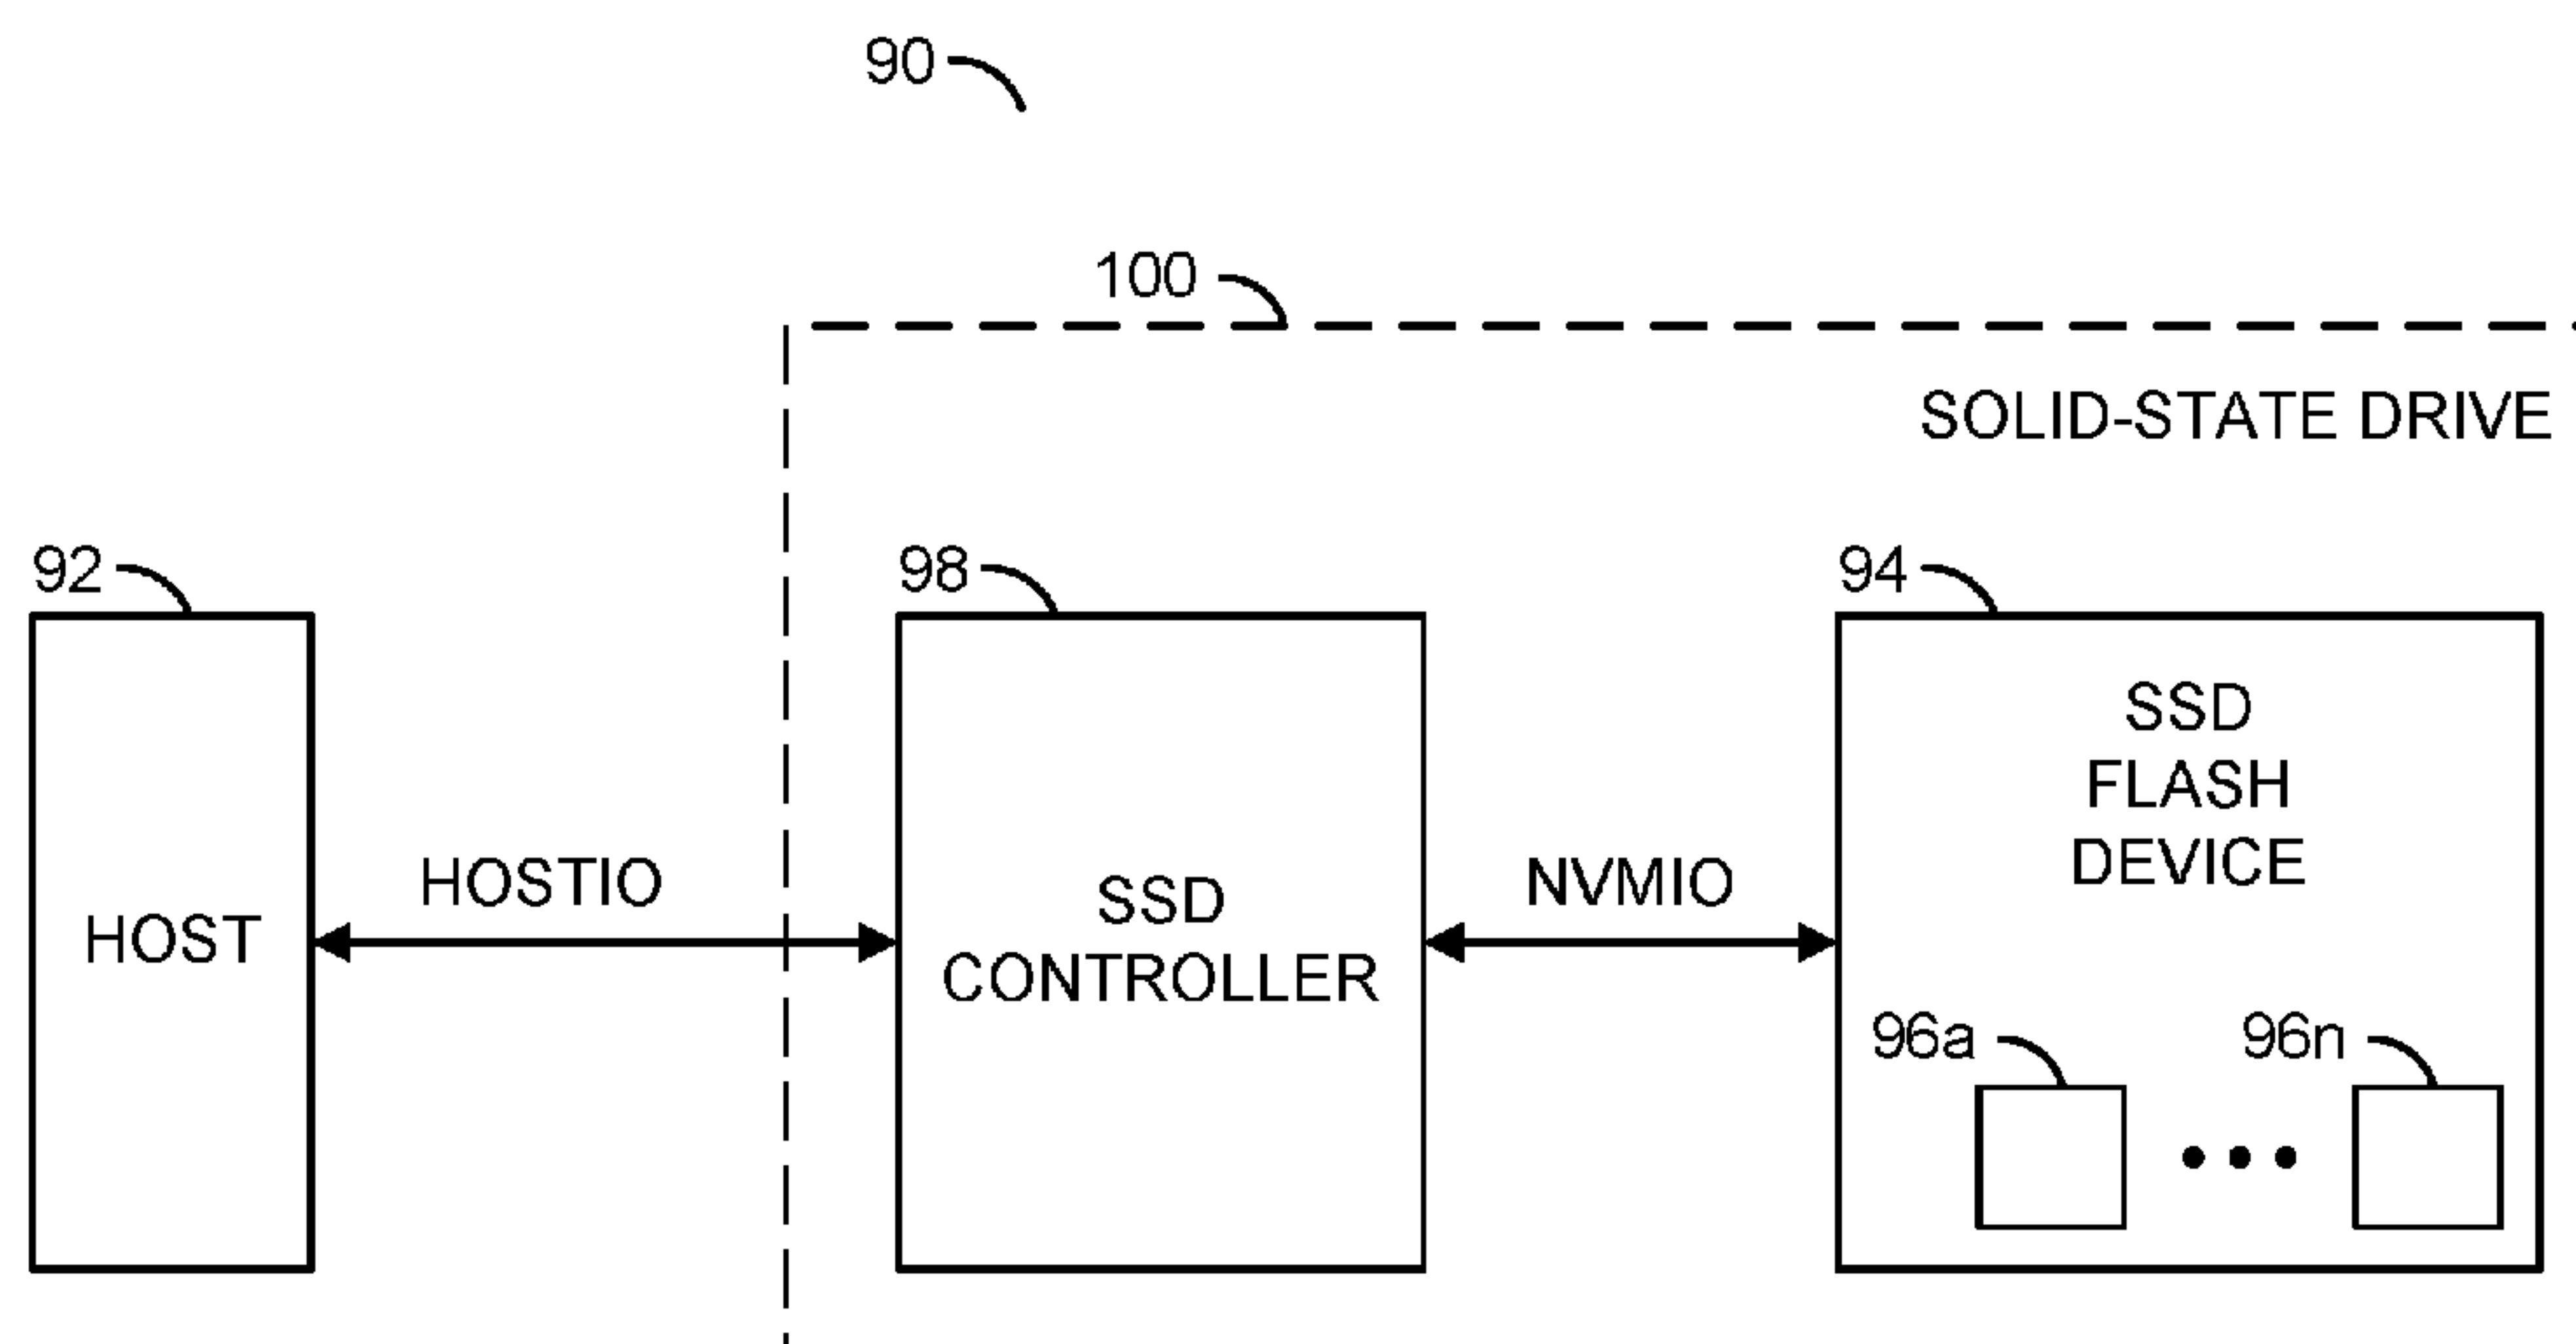 90
100
SOLID-STATE DRIVE
92
98
94
HOST
HOSTIO
SSD
CONTROLLER
NVMIO
SSD
FLASH
DEVICE
96a
96n